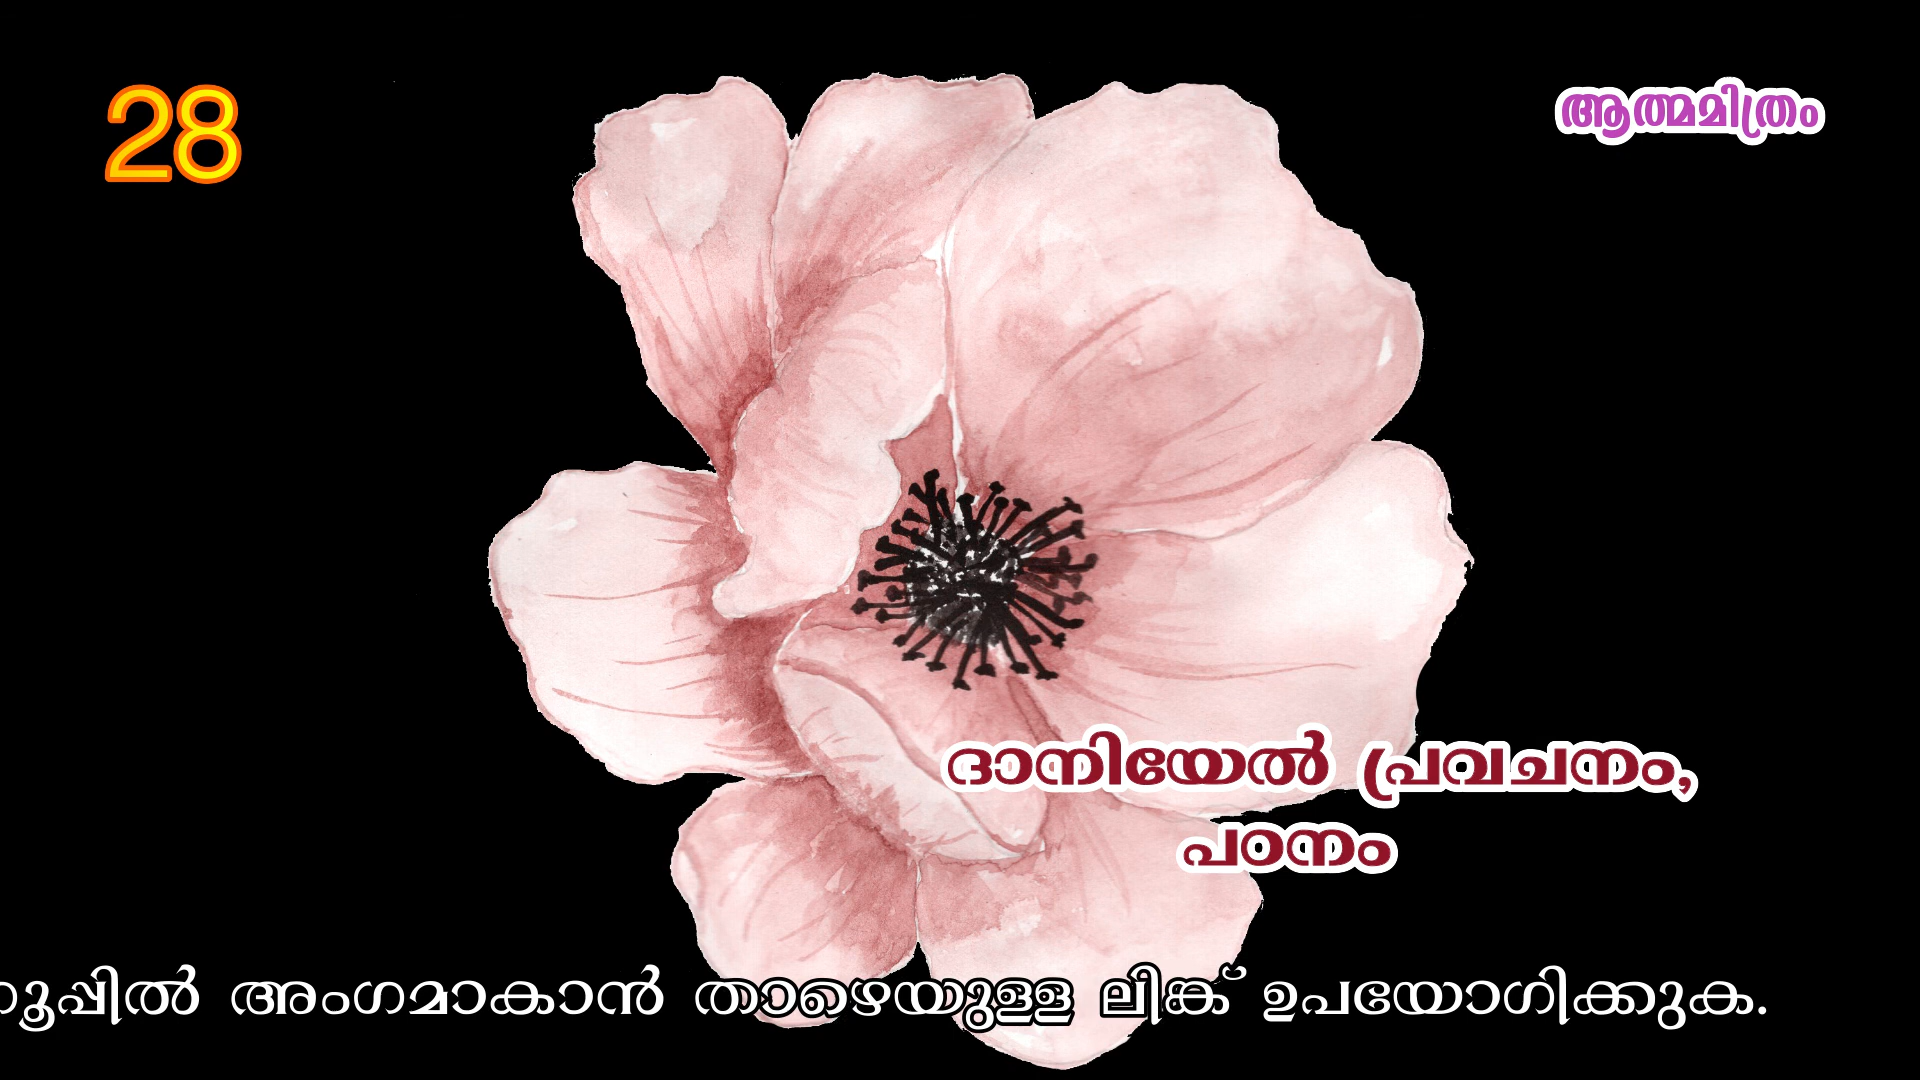 28
ആത്മമിത്രം
ദാനിയേൽ പ്രവചനം,
പഠനം
അംഗമാകാൻ താഴെയുള്ള ലിങ്ക് ഉപയോഗിക്കുക.